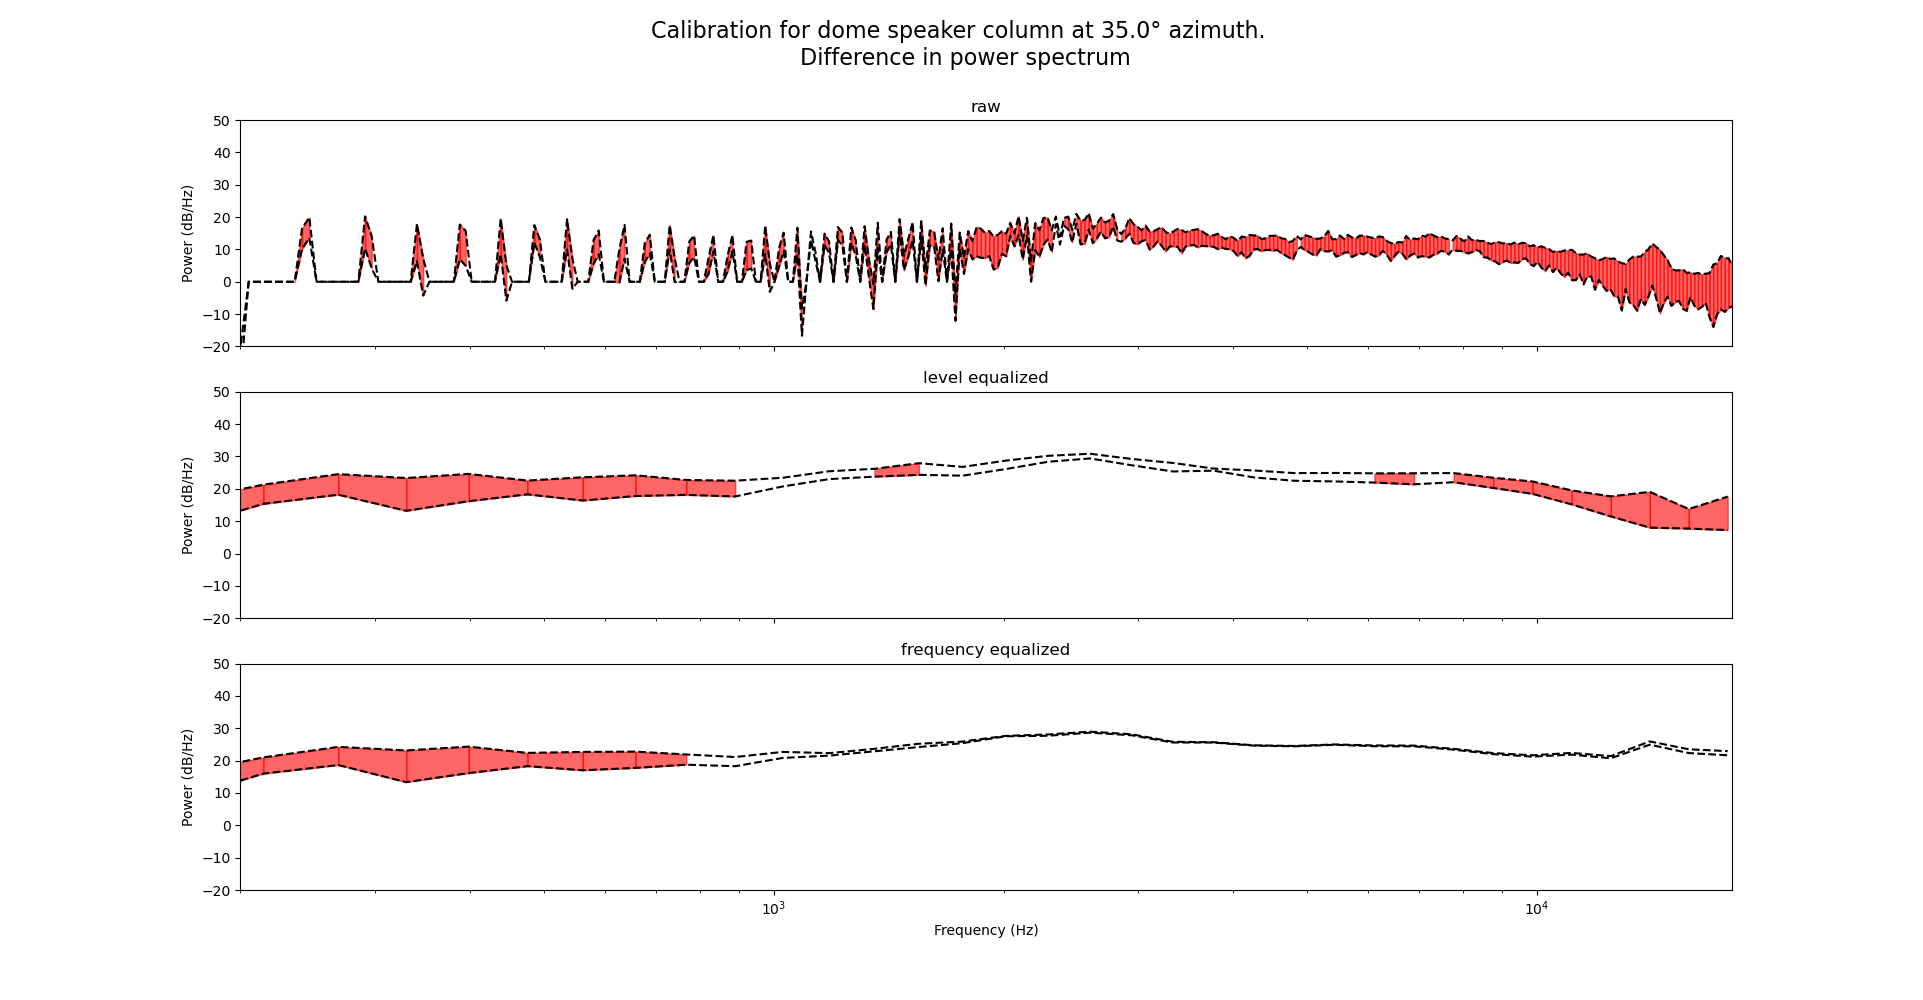 Calibration for dome speaker column at 35.0° azimuth.
Difference in power spectrum
raw
50
40
30
20
10
0
−10
−20
Power (dB/Hz)
level equalized
50
40
30
20
10
0
−10
−20
Power (dB/Hz)
frequency equalized
50
40
30
20
10
0
−10
−20
Power (dB/Hz)
10³ 10⁴
Frequency (Hz)